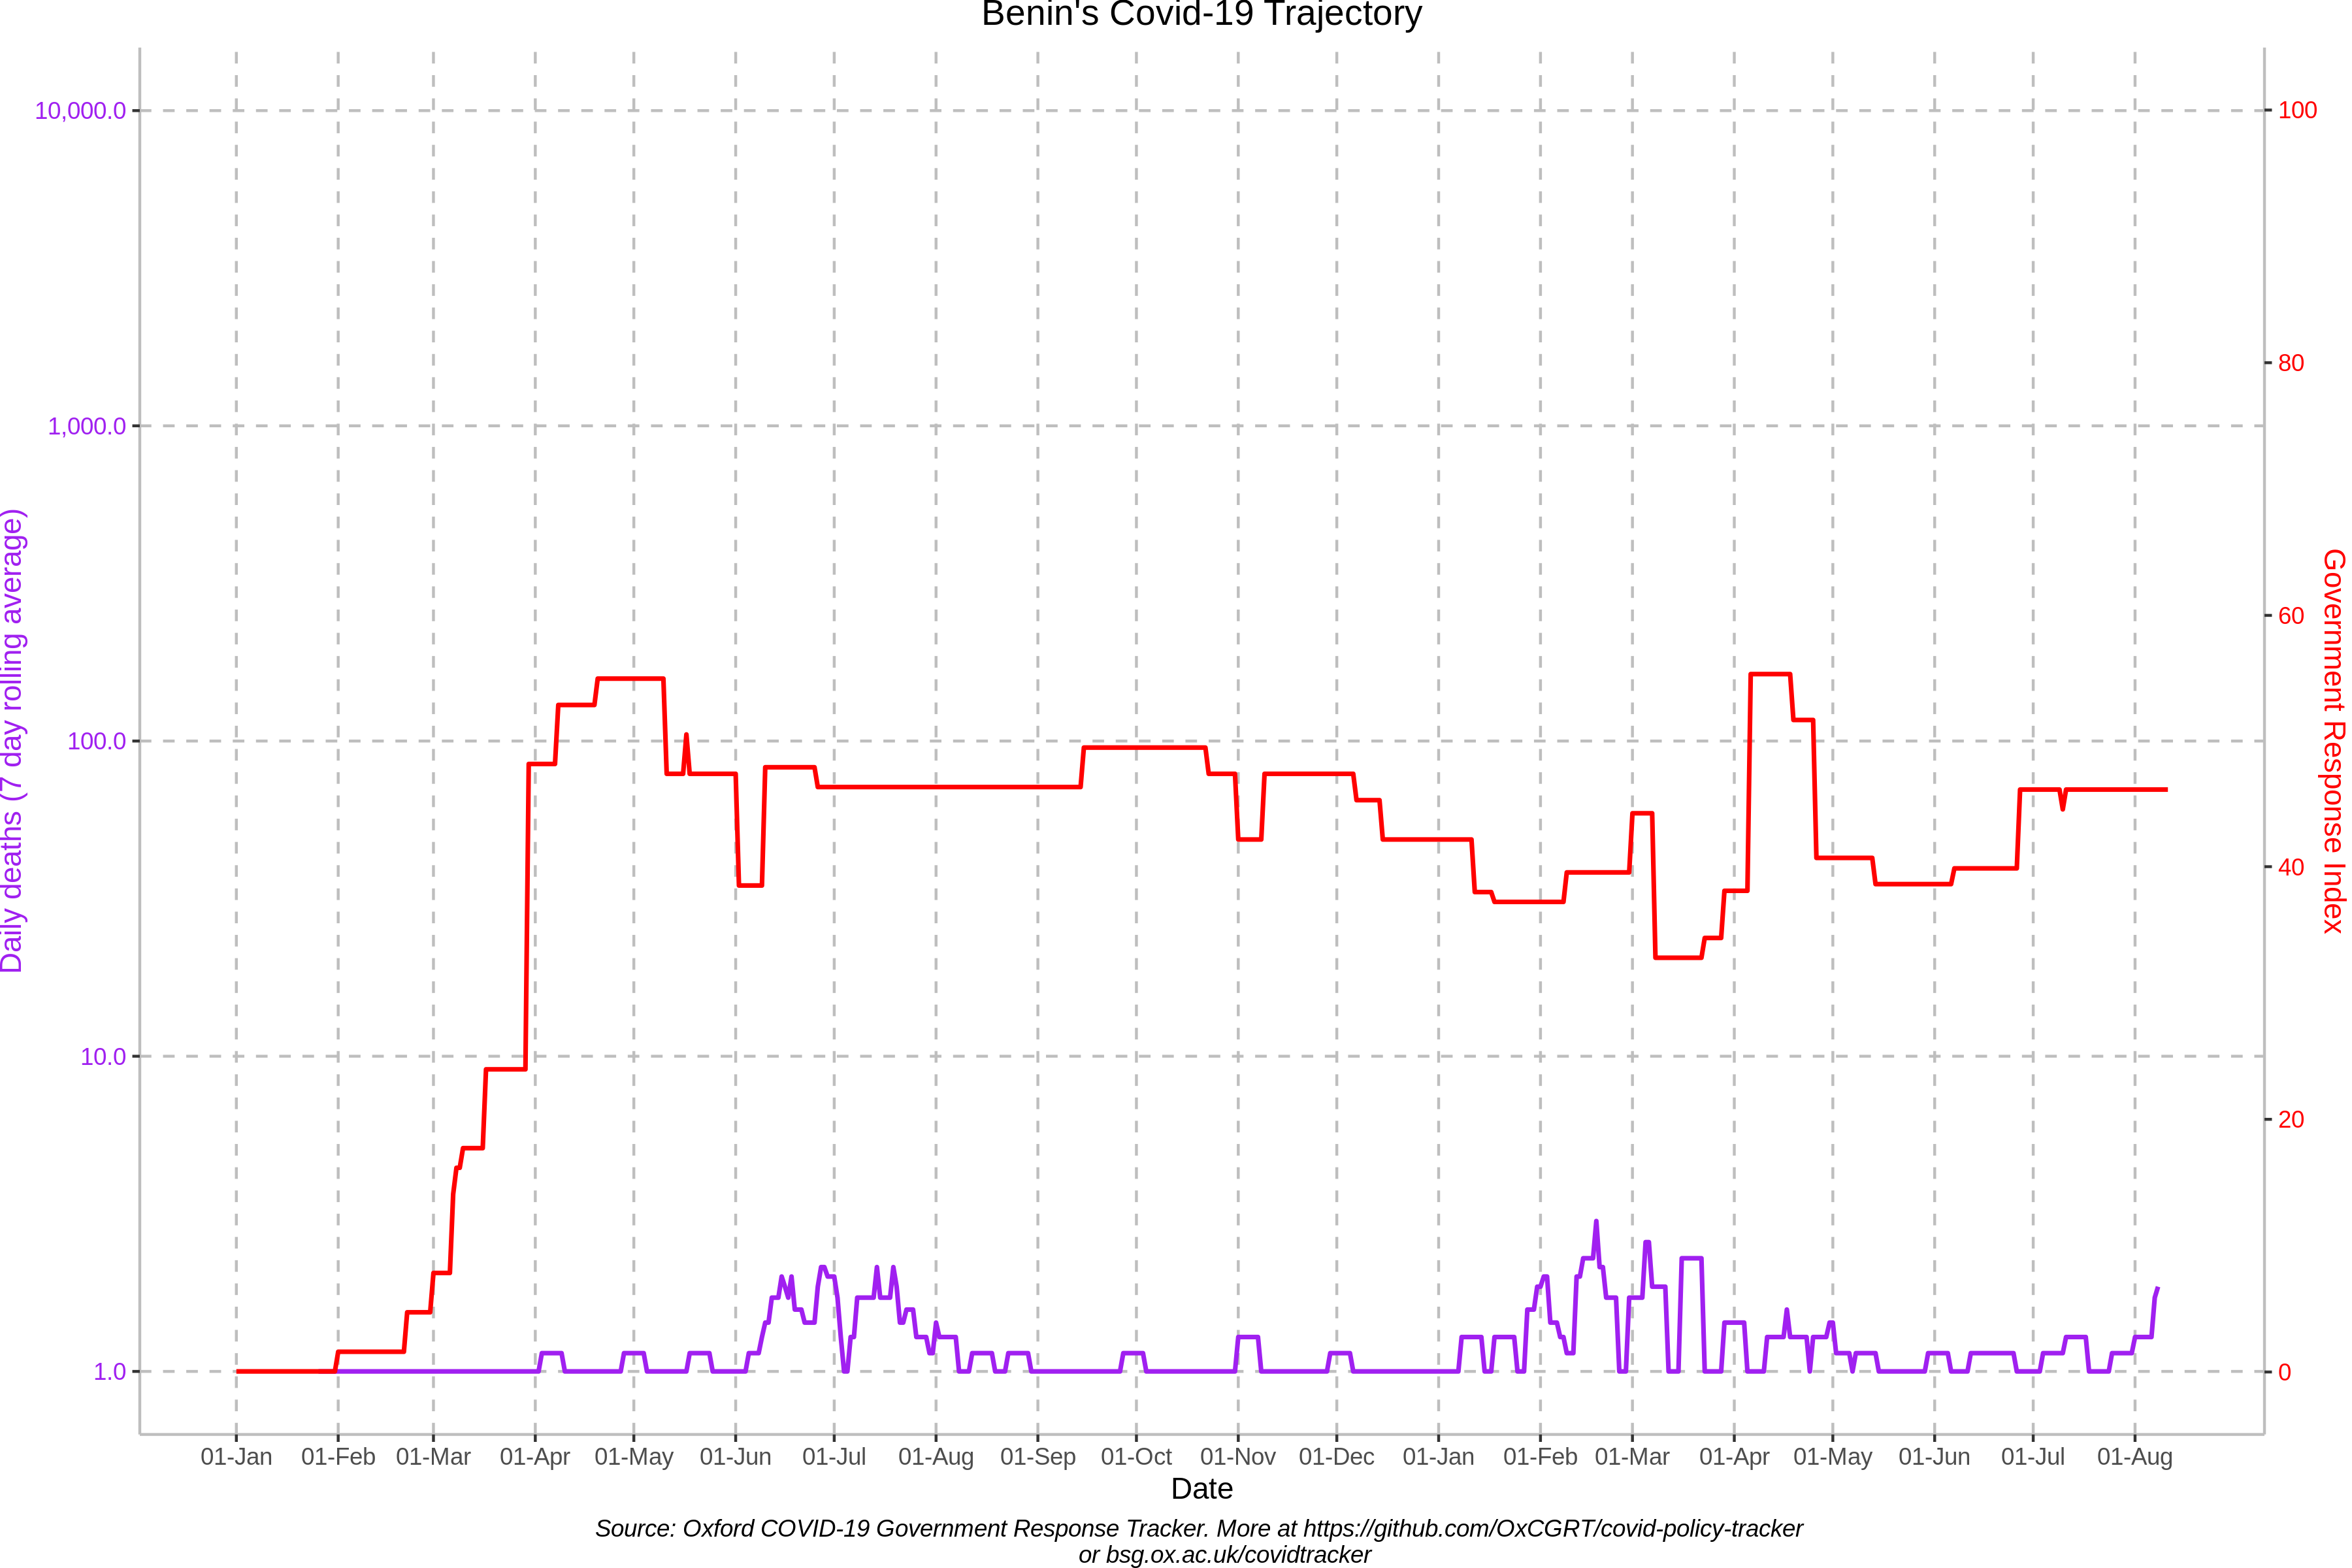 Benin's Covid-19 Trajectory
Daily deaths (7 day rolling average)
10,000.0
1,000.0
100.0
10.0
1.0
100
80
60
40
20
0
Government Response Index
01-Jan 01-Feb 01-Mar 01-Apr 01-May 01-Jun 01-Jul 01-Aug 01-Sep 01-Oct 01-Nov 01-Dec 01-Jan 01-Feb 01-Mar 01-Apr 01-May 01-Jun 01-Jul 01-Aug
Date
Source: Oxford COVID-19 Government Response Tracker. More at https://github.com/OxCGRT/covid-policy-tracker
or bsg.ox.ac.uk/covidtracker